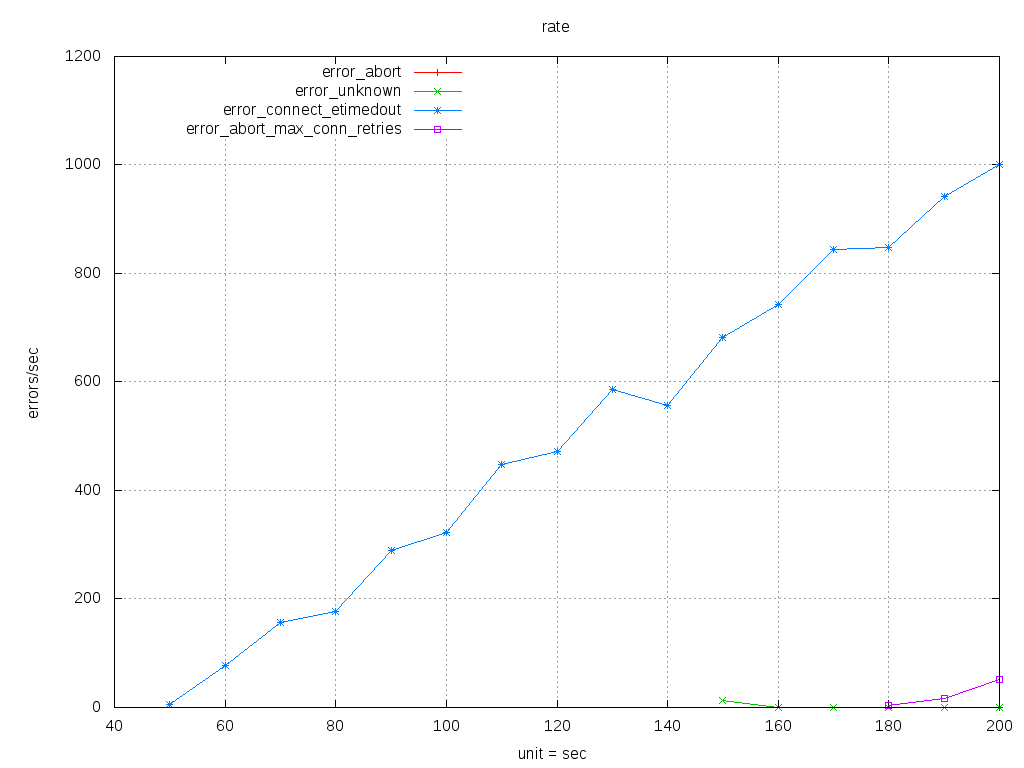 rate
1200
1000
800
600
400
200
0
errors/sec
error_abort
error_unknown
error_connect_etimedout
error_abort_max_conn_retries
40 60 80 100 120 140 160 180 200
unit = sec